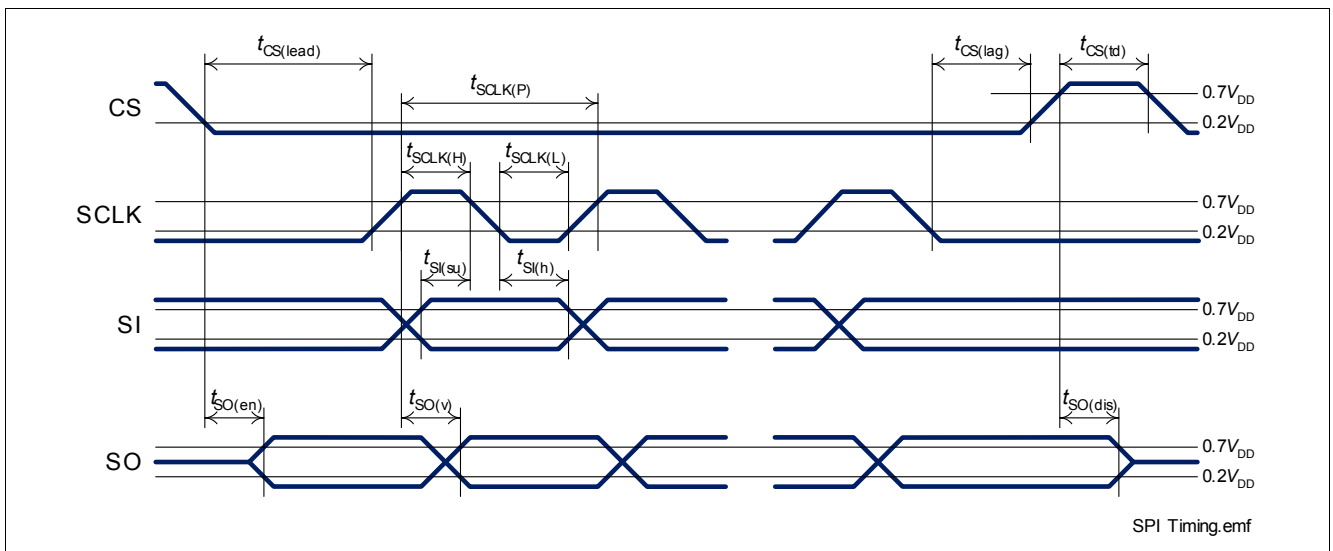 tCS(lead)
tCS(lag)
tCS(td)
tSCLK(P)
CS
0.7VDD
0.2VDD
tSCLK(H)
tSCLK(L)
SCLK
0.7VDD
0.2VDD
tSI(su)
tSI(h)
SI
0.7VDD
0.2VDD
tSO(en)
tSO(v)
tSO(dis)
SO
0.7VDD
0.2VDD
SPI Timing.emf